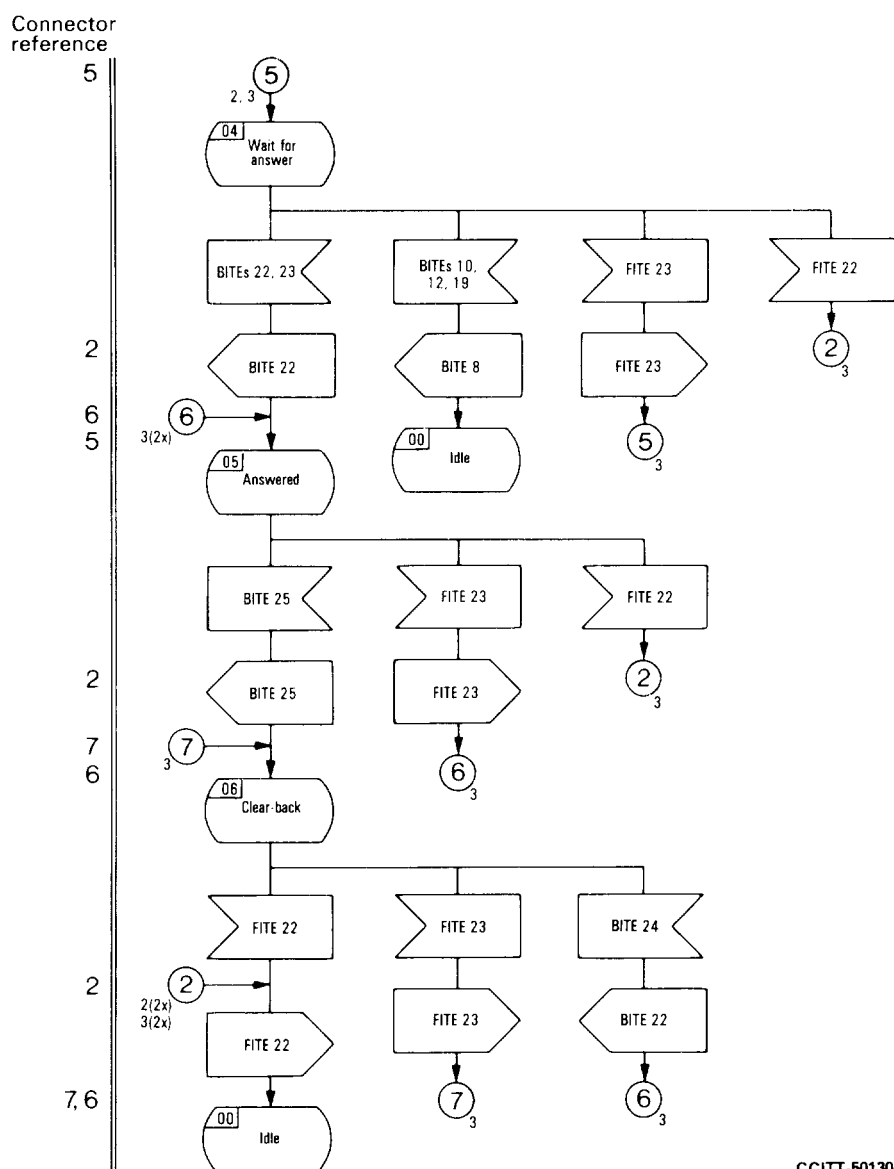 Connector
reference
5
5
2, 3
04
Wait for
answer
BITEs 22, 23
BITEs 10,
12, 19
FITE 23
FITE 22
2
BITE 22
BITE 8
FITE 23
2
3
6
6
5
3(2x)
5
3
05
Answered
00
Idle
BITE 25
FITE 23
FITE 22
2
BITE 25
FITE 23
2
3
7
7
3
6
6
3
06
Clear-back
FITE 22
FITE 23
BITE 24
2
2
2(2x)
3(2x)
FITE 22
FITE 23
BITE 22
7, 6
7
3
6
3
00
Idle
CCITT-50130